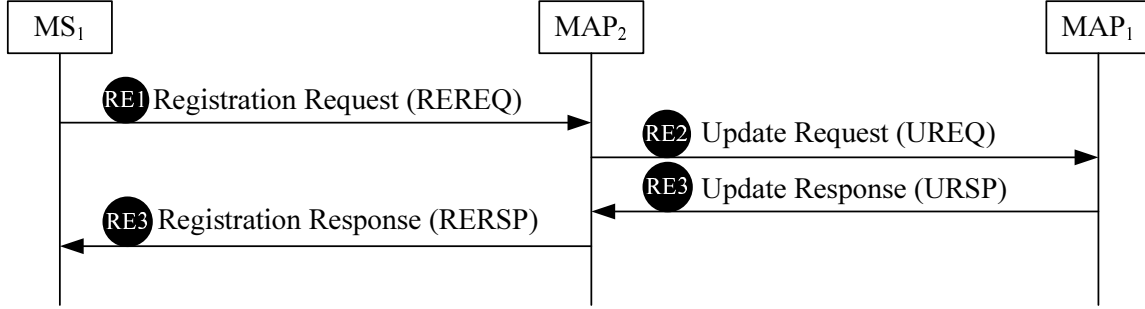 MS₁ MAP₂ MAP₁
RE1 Registration Request (REREQ)
RE2 Update Request (UREQ)
RE3 Update Response (URSP)
RE3 Registration Response (RERSP)